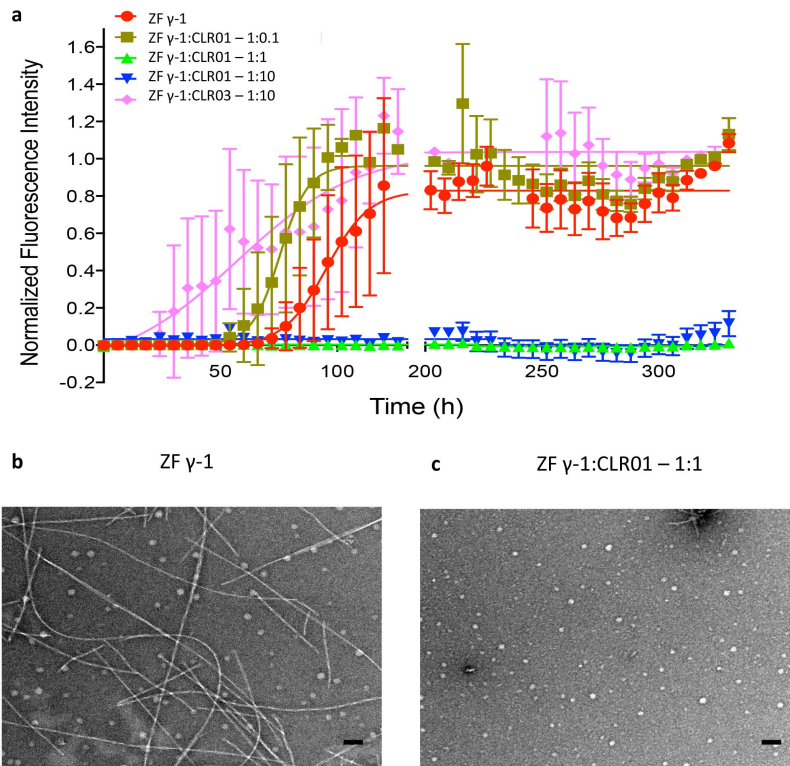 a
ZF γ-1
ZF γ-1:CLR01 – 1:0.1
ZF γ-1:CLR01 – 1:1
ZF γ-1:CLR01 – 1:10
ZF γ-1:CLR03 – 1:10
Normalized Fluorescence Intensity
1.6
1.4
1.2
1.0
0.8
0.6
0.4
0.2
0.0
-0.2
50
100
200
250
300
Time (h)
b
ZF γ-1
c
ZF γ-1:CLR01 – 1:1